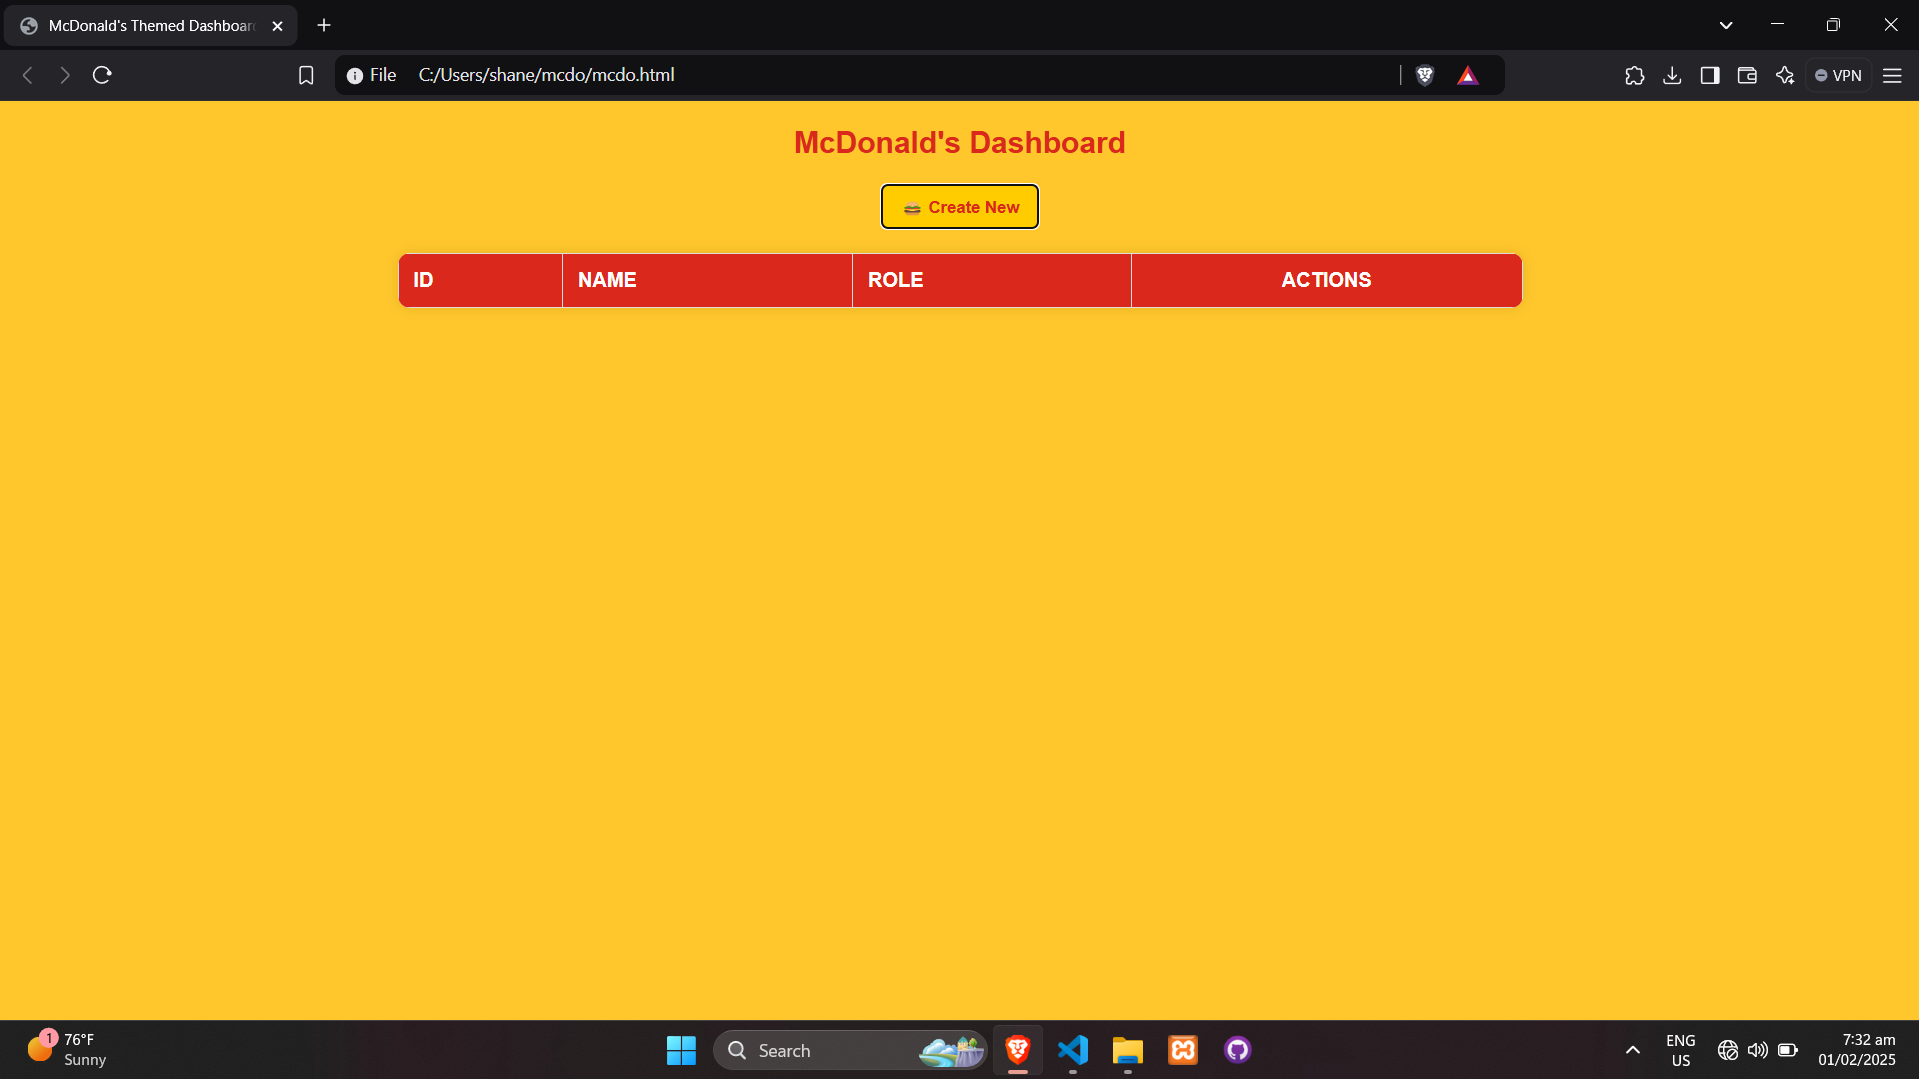 McDonald's Themed Dashboar
File C:/Users/shane/mcdo/mcdo.html
VPN
McDonald's Dashboard
Create New
ID NAME ROLE ACTIONS
1
76°F
Sunny
Search
ENG
US
7:32 am
01/02/2025